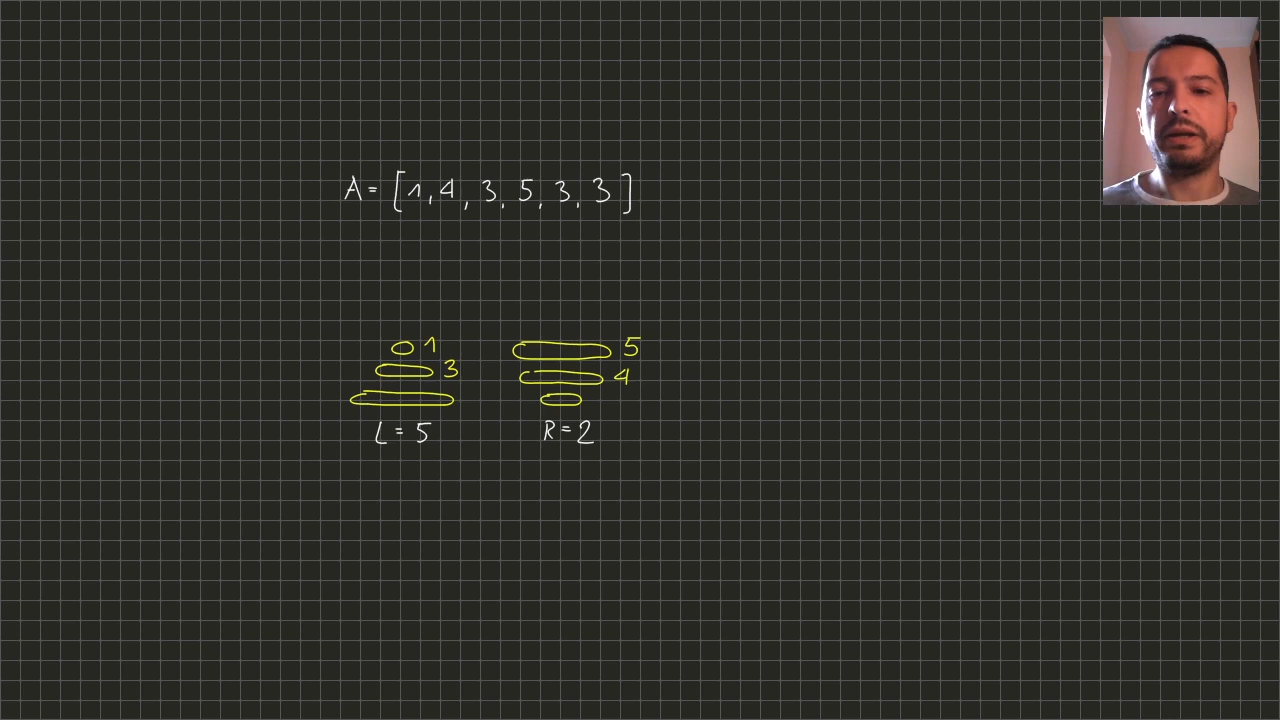 A = [1, 4, 3, 5, 3, 3]
1
3
L = 5
5
4
R = 2